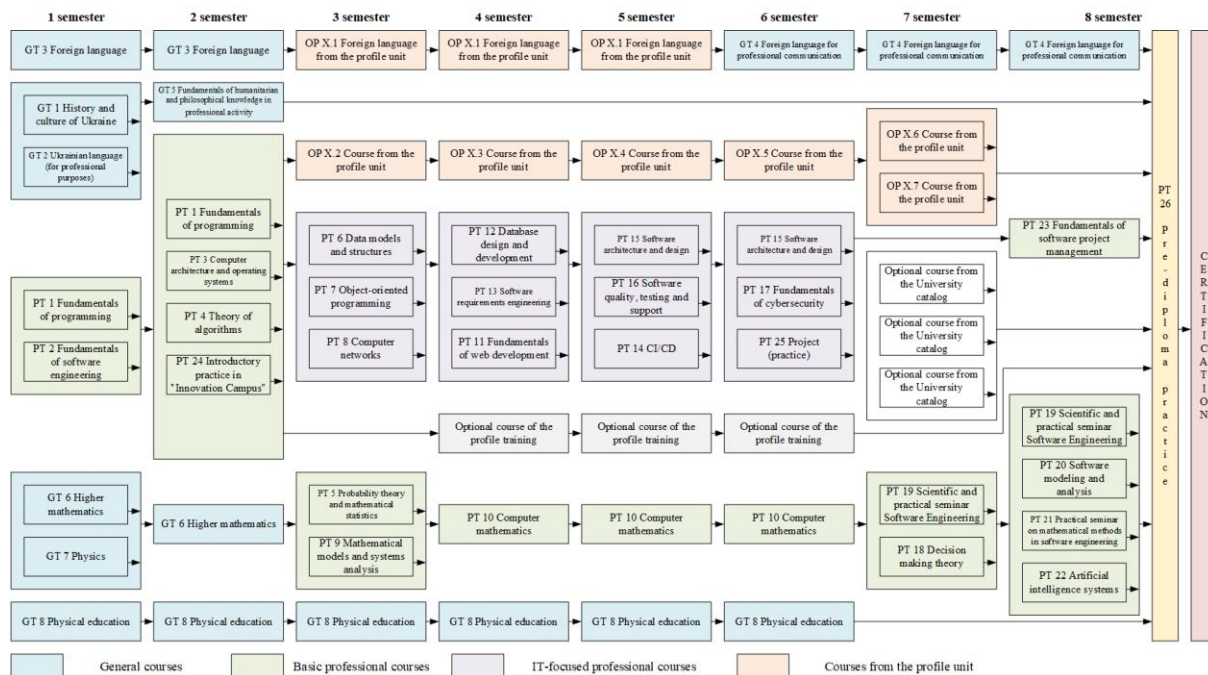 1 semester
2 semester
3 semester
4 semester
5 semester
6 semester
7 semester
8 semester
GT 3 Foreign language
GT 3 Foreign language
OP X.1 Foreign language
from the profile unit
OP X.1 Foreign language
from the profile unit
OP X.1 Foreign language
from the profile unit
GT 4 Foreign language for
professional communication
GT 4 Foreign language for
professional communication
GT 4 Foreign language for
professional communication
GT 1 History and
culture of Ukraine
GT 2 Ukrainian language
(for professional
purposes)
GT 5 Fundamentals of humanitarian
and philosophical knowledge in
professional activity
OP X.2 Course from the
profile unit
OP X.3 Course from the
profile unit
OP X.4 Course from the
profile unit
OP X.5 Course from the
profile unit
OP X.6 Course from
the profile unit
OP X.7 Course from
the profile unit
PT 1 Fundamentals
of programming
PT 2 Fundamentals
of software
engineering
PT 1 Fundamentals
of programming
PT 3 Computer
architecture and operating
systems
PT 4 Theory of
algorithms
PT 24 Introductory
practice in
"Innovation Campus"
PT 6 Data models
and structures
PT 7 Object-oriented
programming
PT 8 Computer
networks
PT 12 Database
design and
development
PT 13 Software
requirements engineering
PT 11 Fundamentals
of web development
PT 15 Software
architecture and design
PT 16 Software
quality, testing and
support
PT 14 CI/CD
PT 15 Software
architecture and design
PT 17 Fundamentals
of cybersecurity
PT 25 Project
(practice)
Optional course from the
University
catalog
Optional course from
the University
catalog
Optional course from
the University
catalog
PT 23 Fundamentals of
software project
management
Optional course of the
profile training
Optional course of the
profile training
Optional course of the
profile training
GT 6 Higher
mathematics
GT 7 Physics
GT 6 Higher mathematics
PT 5 Probability theory
and mathematical
statistics
PT 9 Mathematical
models and systems
analysis
PT 10 Computer
mathematics
PT 10 Computer
mathematics
PT 10 Computer
mathematics
PT 19 Scientific and
practical seminar
Software Engineering
PT 18 Decision
making theory
PT 19 Scientific and
practical seminar
Software Engineering
PT 20 Software
modeling and
analysis
PT 21 Practical seminar
on mathematical methods
in software engineering
PT 22 Artificial
intelligence systems
GT 8 Physical education
GT 8 Physical education
GT 8 Physical education
GT 8 Physical education
GT 8 Physical education
GT 8 Physical education
PT 26 Pre-diploma practice
CERTIFICATION
General courses
Basic professional courses
IT-focused professional courses
Courses from the profile unit